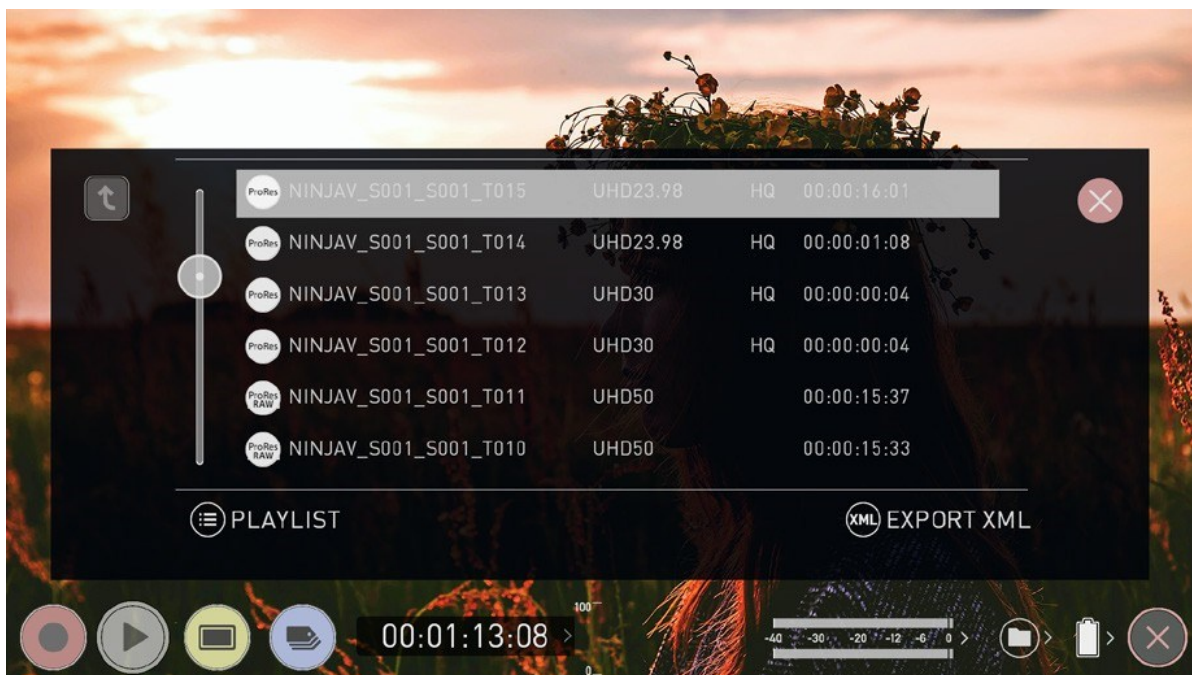 ProRes NINJAV_S001_S001_T015 UHD23.98 HQ 00:00:16:01
ProRes NINJAV_S001_S001_T014 UHD23.98 HQ 00:00:01:08
ProRes NINJAV_S001_S001_T013 UHD30 HQ 00:00:00:04
ProRes NINJAV_S001_S001_T012 UHD30 HQ 00:00:00:04
ProRes RAW NINJAV_S001_S001_T011 UHD50 00:00:15:37
ProRes RAW NINJAV_S001_S001_T010 UHD50 00:00:15:33
PLAYLIST XML EXPORT XML
100
00:01:13:08 > -40 -30 -20 -12 -6 0 > > >
0